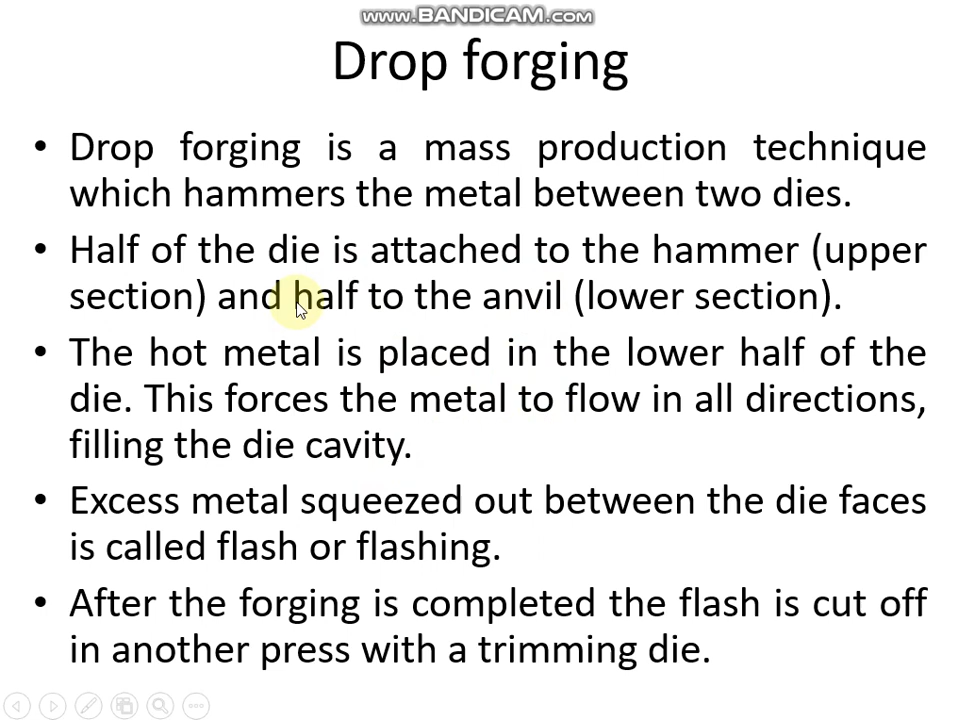 www.BANDICAM.com
Drop forging
• Drop forging is a mass production technique
which hammers the metal between two dies.
• Half of the die is attached to the hammer (upper
section) and half to the anvil (lower section).
• The hot metal is placed in the lower half of the
die. This forces the metal to flow in all directions,
filling the die cavity.
• Excess metal squeezed out between the die faces
is called flash or flashing.
• After the forging is completed the flash is cut off
in another press with a trimming die.